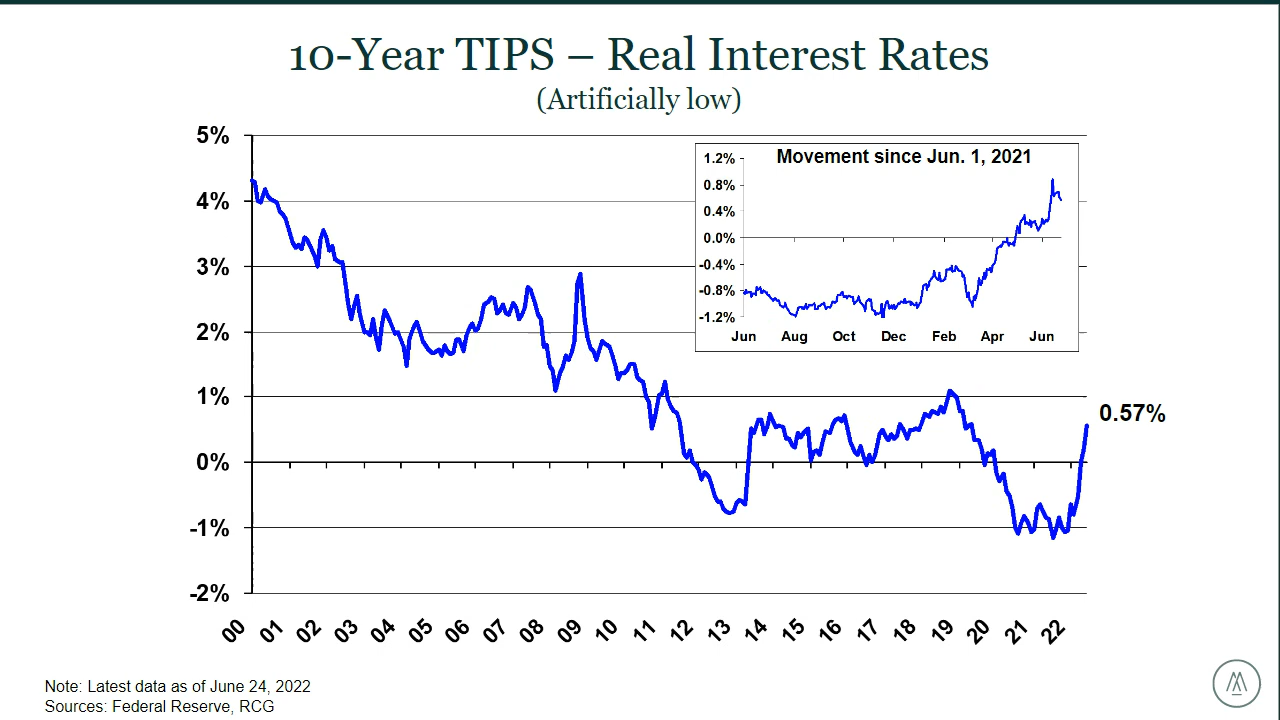 10-Year TIPS – Real Interest Rates
(Artificially low)
5%
4%
3%
2%
1%
0%
-1%
-2%
00 01 02 03 04 05 06 07 08 09 10 11 12 13 14 15 16 17 18 19 20 21 22
Movement since Jun. 1, 2021
1.2%
0.8%
0.4%
0.0%
-0.4%
-0.8%
-1.2%
Jun Aug Oct Dec Feb Apr Jun
0.57%
Note: Latest data as of June 24, 2022
Sources: Federal Reserve, RCG